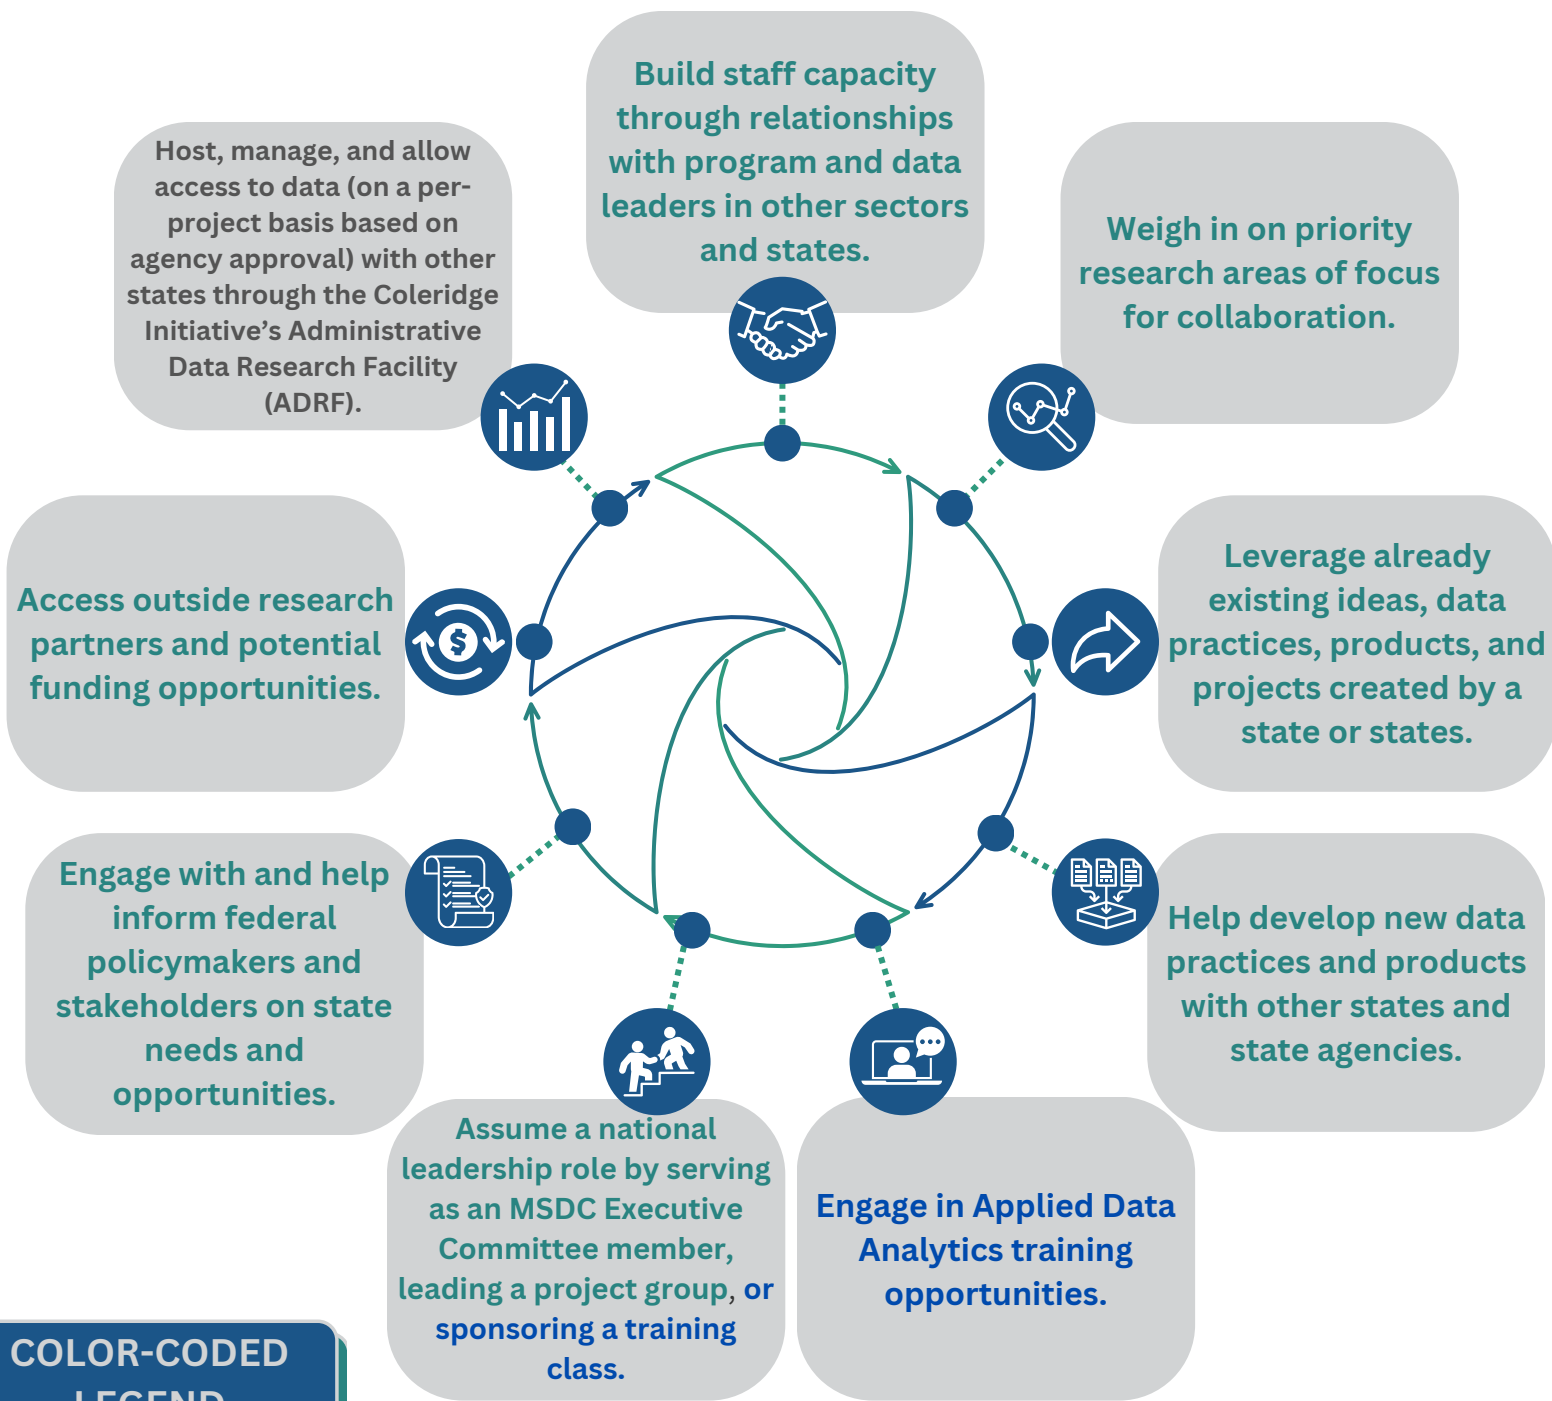 Build staff capacity
through relationships
with program and data
leaders in other sectors
and states.
Weigh in on priority
research areas of focus
for collaboration.
Leverage already
existing ideas, data
practices, products, and
projects created by a
state or states.
Help develop new data
practices and products
with other states and
state agencies.
Engage in Applied Data
Analytics training
opportunities.
Assume a national
leadership role by serving
as an MSDC Executive
Committee member,
leading a project group, or
sponsoring a training
class.
Engage with and help
inform federal
policymakers and
stakeholders on state
needs and
opportunities.
Access outside research
partners and potential
funding opportunities.
$
Host, manage, and allow
access to data (on a per-
project basis based on
agency approval) with other
states through the Coleridge
Initiative’s Administrative
Data Research Facility
(ADRF).
COLOR-CODED
LEGEND